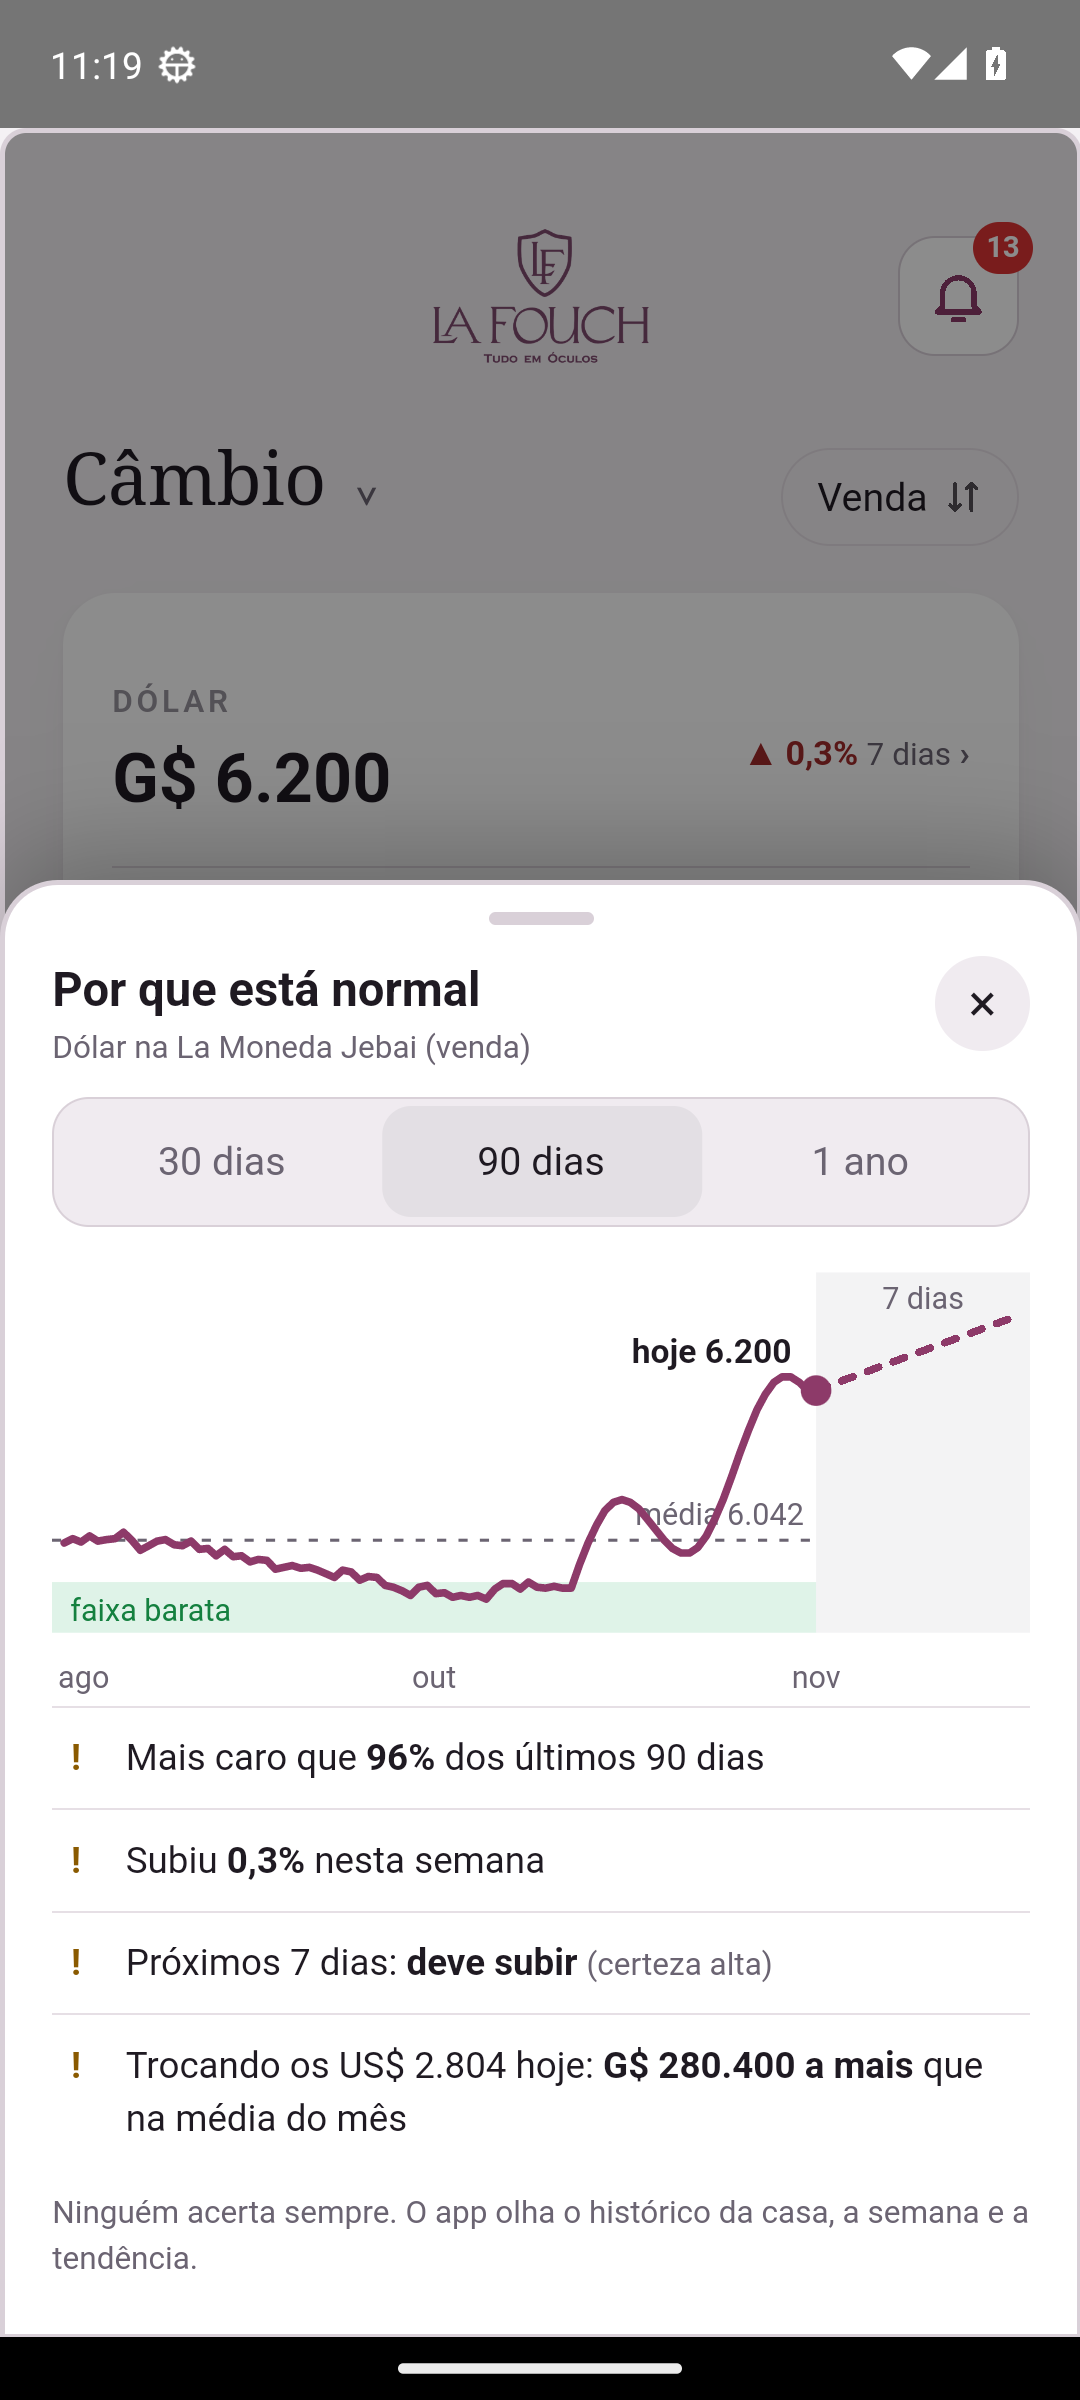 11:19
13
LF
LA FOUCH
TUDO EM ÓCULOS
Câmbio
Venda
DÓLAR
G$ 6.200
▲ 0,3% 7 dias ›
Por que está normal
Dólar na La Moneda Jebai (venda)
×
30 dias
90 dias
1 ano
7 dias
hoje 6.200
média 6.042
faixa barata
ago
out
nov
! Mais caro que 96% dos últimos 90 dias
! Subiu 0,3% nesta semana
! Próximos 7 dias: deve subir (certeza alta)
! Trocando os US$ 2.804 hoje: G$ 280.400 a mais que
na média do mês
Ninguém acerta sempre. O app olha o histórico da casa, a semana e a
tendência.